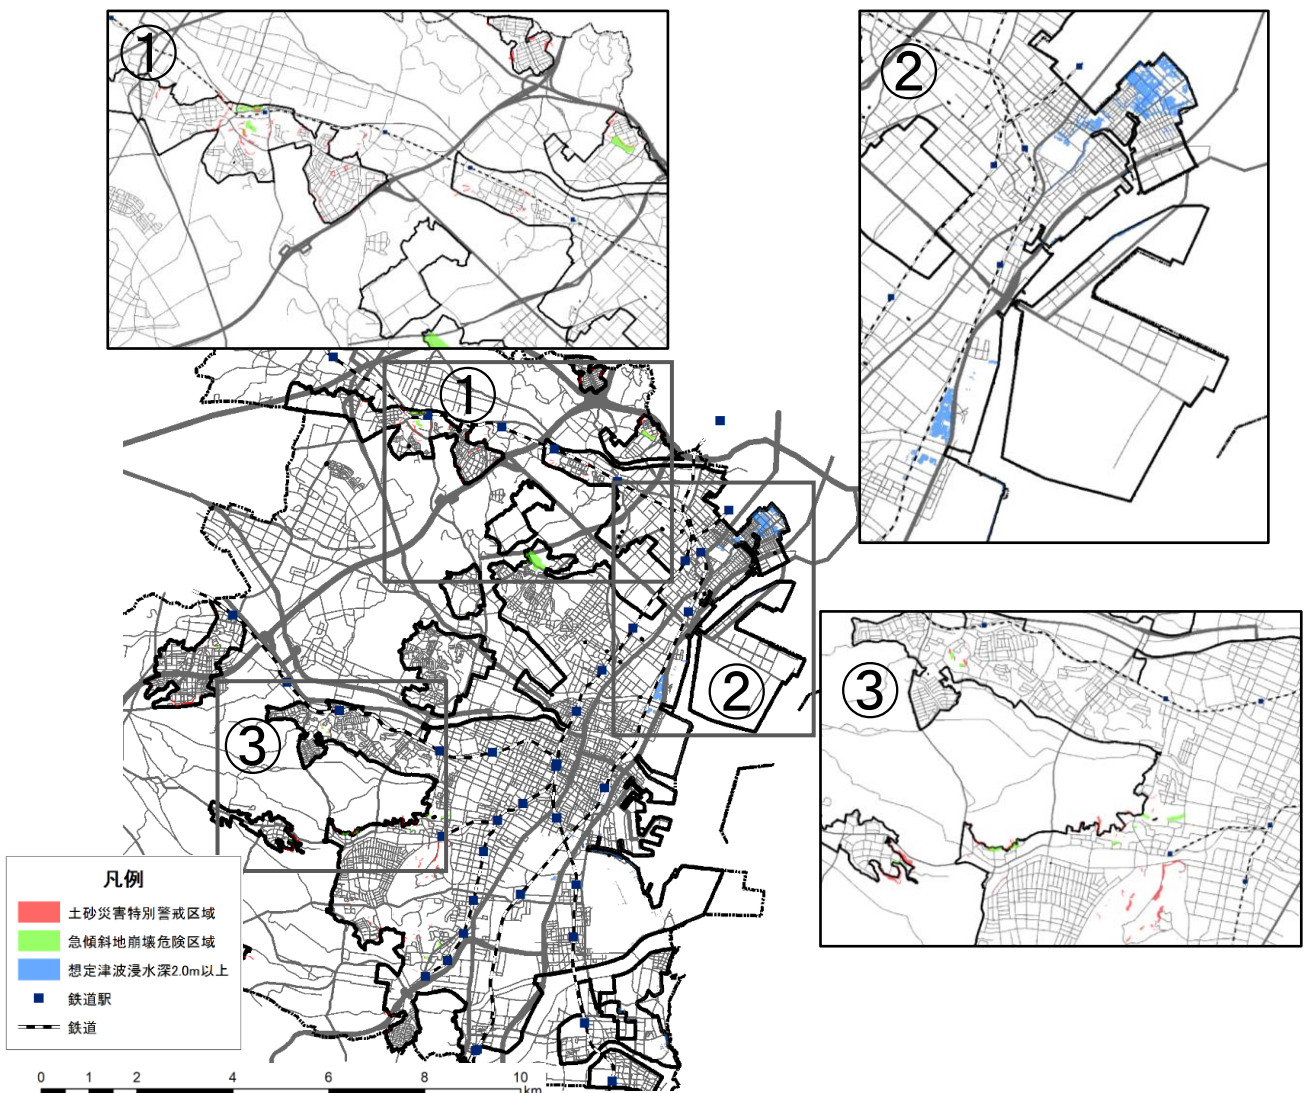 ①
②
①
②
③
③
凡例
土砂災害特別警戒区域
急傾斜地崩壊危険区域
想定津波浸水深2.0m以上
鉄道駅
鉄道
0 1 2 4 6 8 10
km